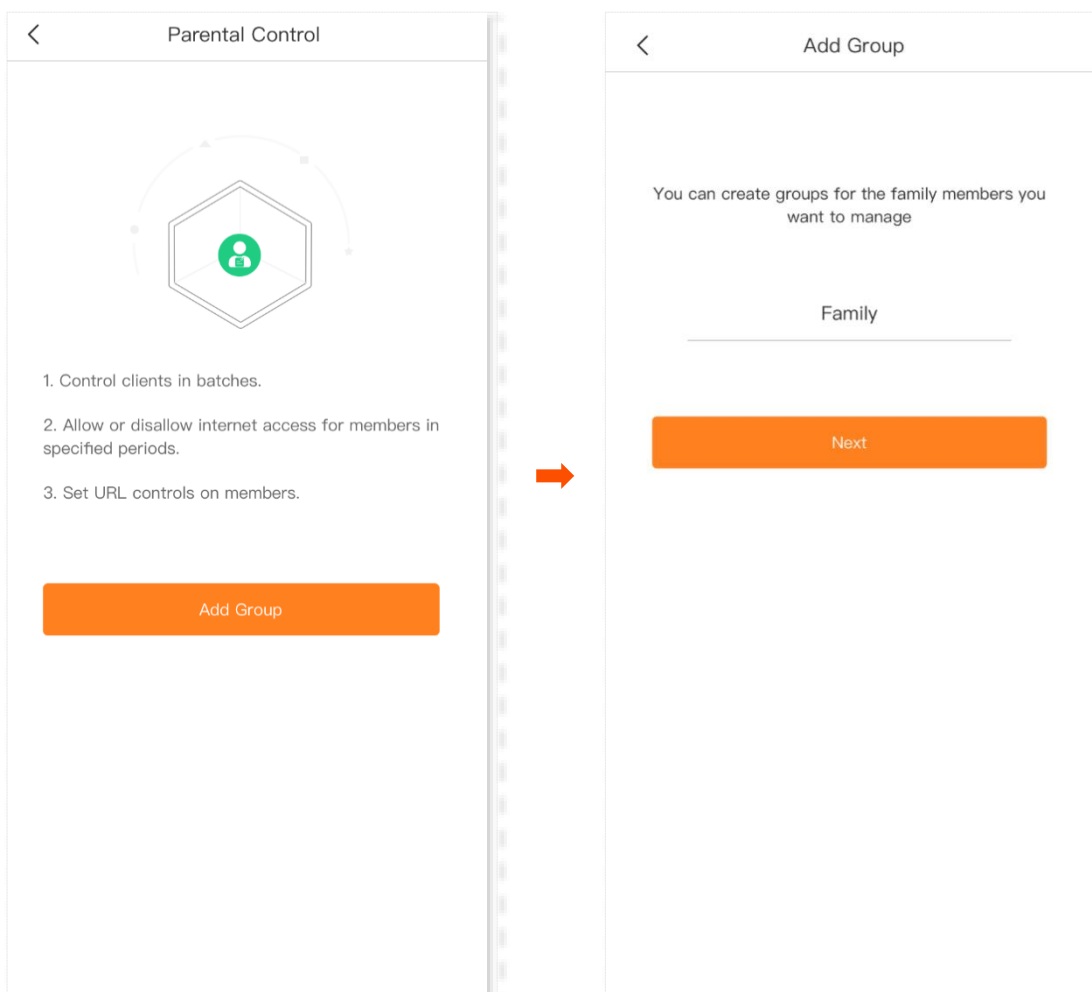 Parental Control
1. Control clients in batches.
2. Allow or disallow internet access for members in
specified periods.
3. Set URL controls on members.
Add Group
Add Group
You can create groups for the family members you
want to manage
Family
Next